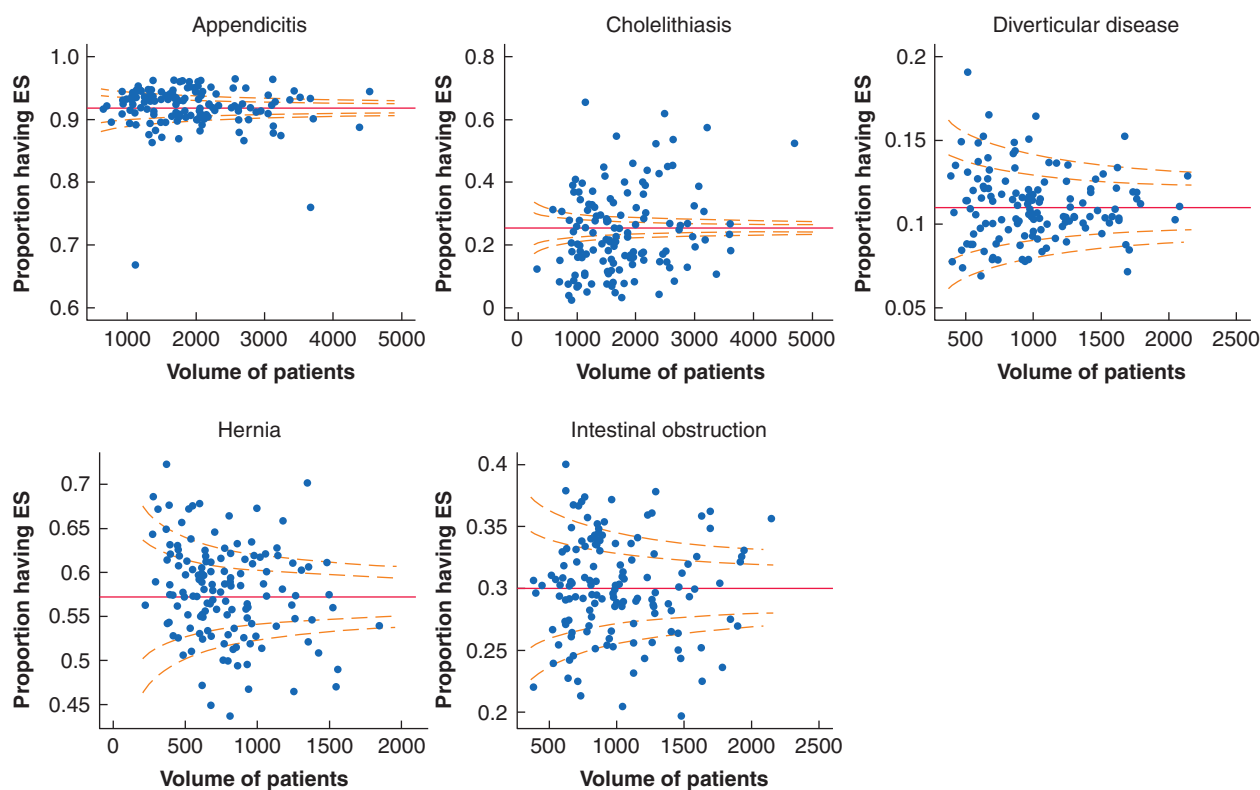 Appendicitis
Cholelithiasis
Diverticular disease
Proportion having ES
1.0
0.9
0.8
0.7
0.6
1000 2000 3000 4000 5000
Volume of patients
Proportion having ES
0.8
0.6
0.4
0.2
0
0 1000 2000 3000 4000 5000
Volume of patients
Proportion having ES
0.2
0.15
0.1
0.05
500 1000 1500 2000 2500
Volume of patients
Hernia
Intestinal obstruction
Proportion having ES
0.7
0.65
0.6
0.55
0.5
0.45
0 500 1000 1500 2000
Volume of patients
Proportion having ES
0.4
0.35
0.3
0.25
0.2
500 1000 1500 2000 2500
Volume of patients